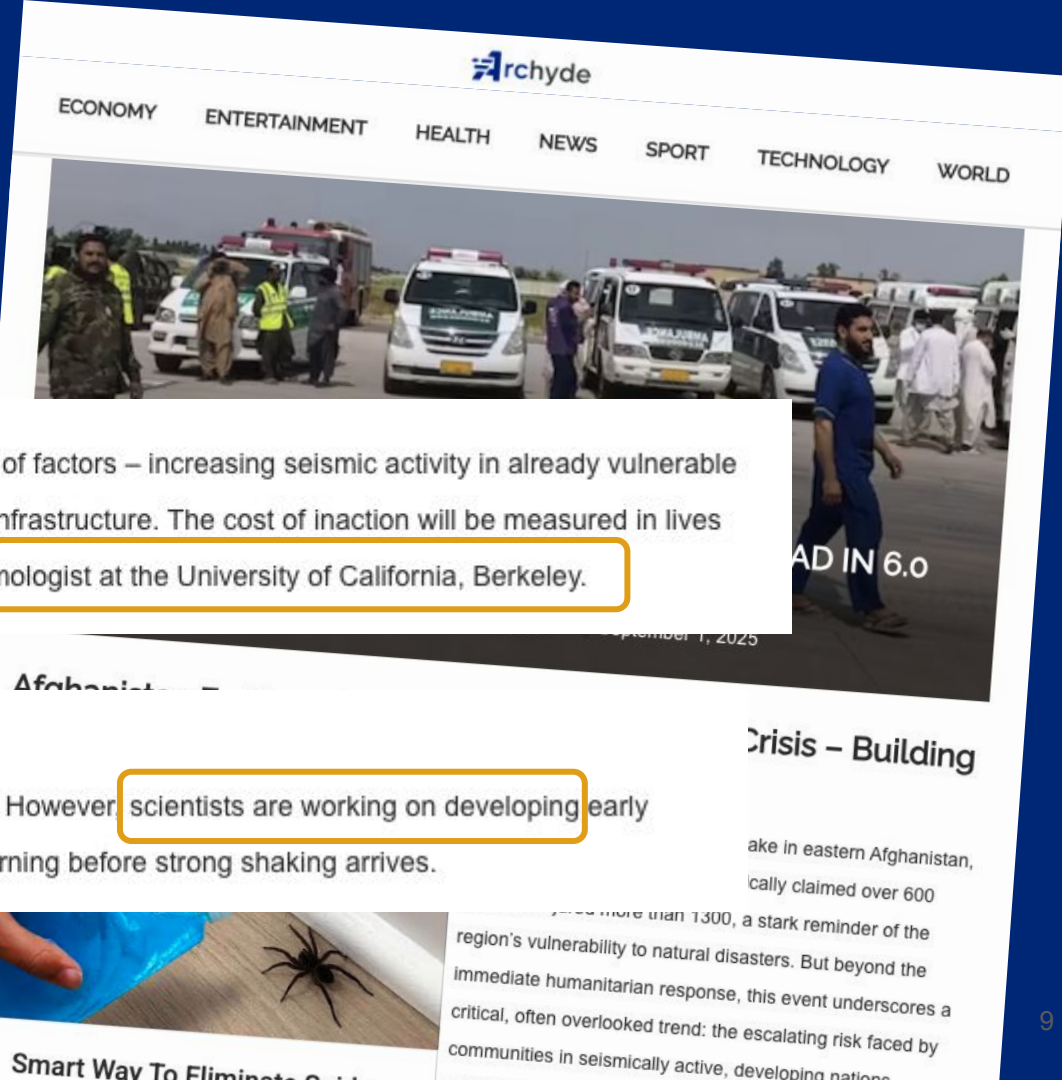 Archyde
ECONOMY ENTERTAINMENT HEALTH NEWS SPORT TECHNOLOGY WORLD
AMBULANCE
AMBULANCE
of factors – increasing seismic activity in already vulnerable
nfrastructure. The cost of inaction will be measured in lives
AD IN 6.0
mologist at the University of California, Berkeley.
September 1, 2025
Afghanistan
Crisis – Building
However, scientists are working on developing early
rning before strong shaking arrives.
ake in eastern Afghanistan,
ically claimed over 600
more than 1300, a stark reminder of the
region's vulnerability to natural disasters. But beyond the
immediate humanitarian response, this event underscores a
critical, often overlooked trend: the escalating risk faced by
communities in seismically active, developing nations
Smart Way To Eliminate
9